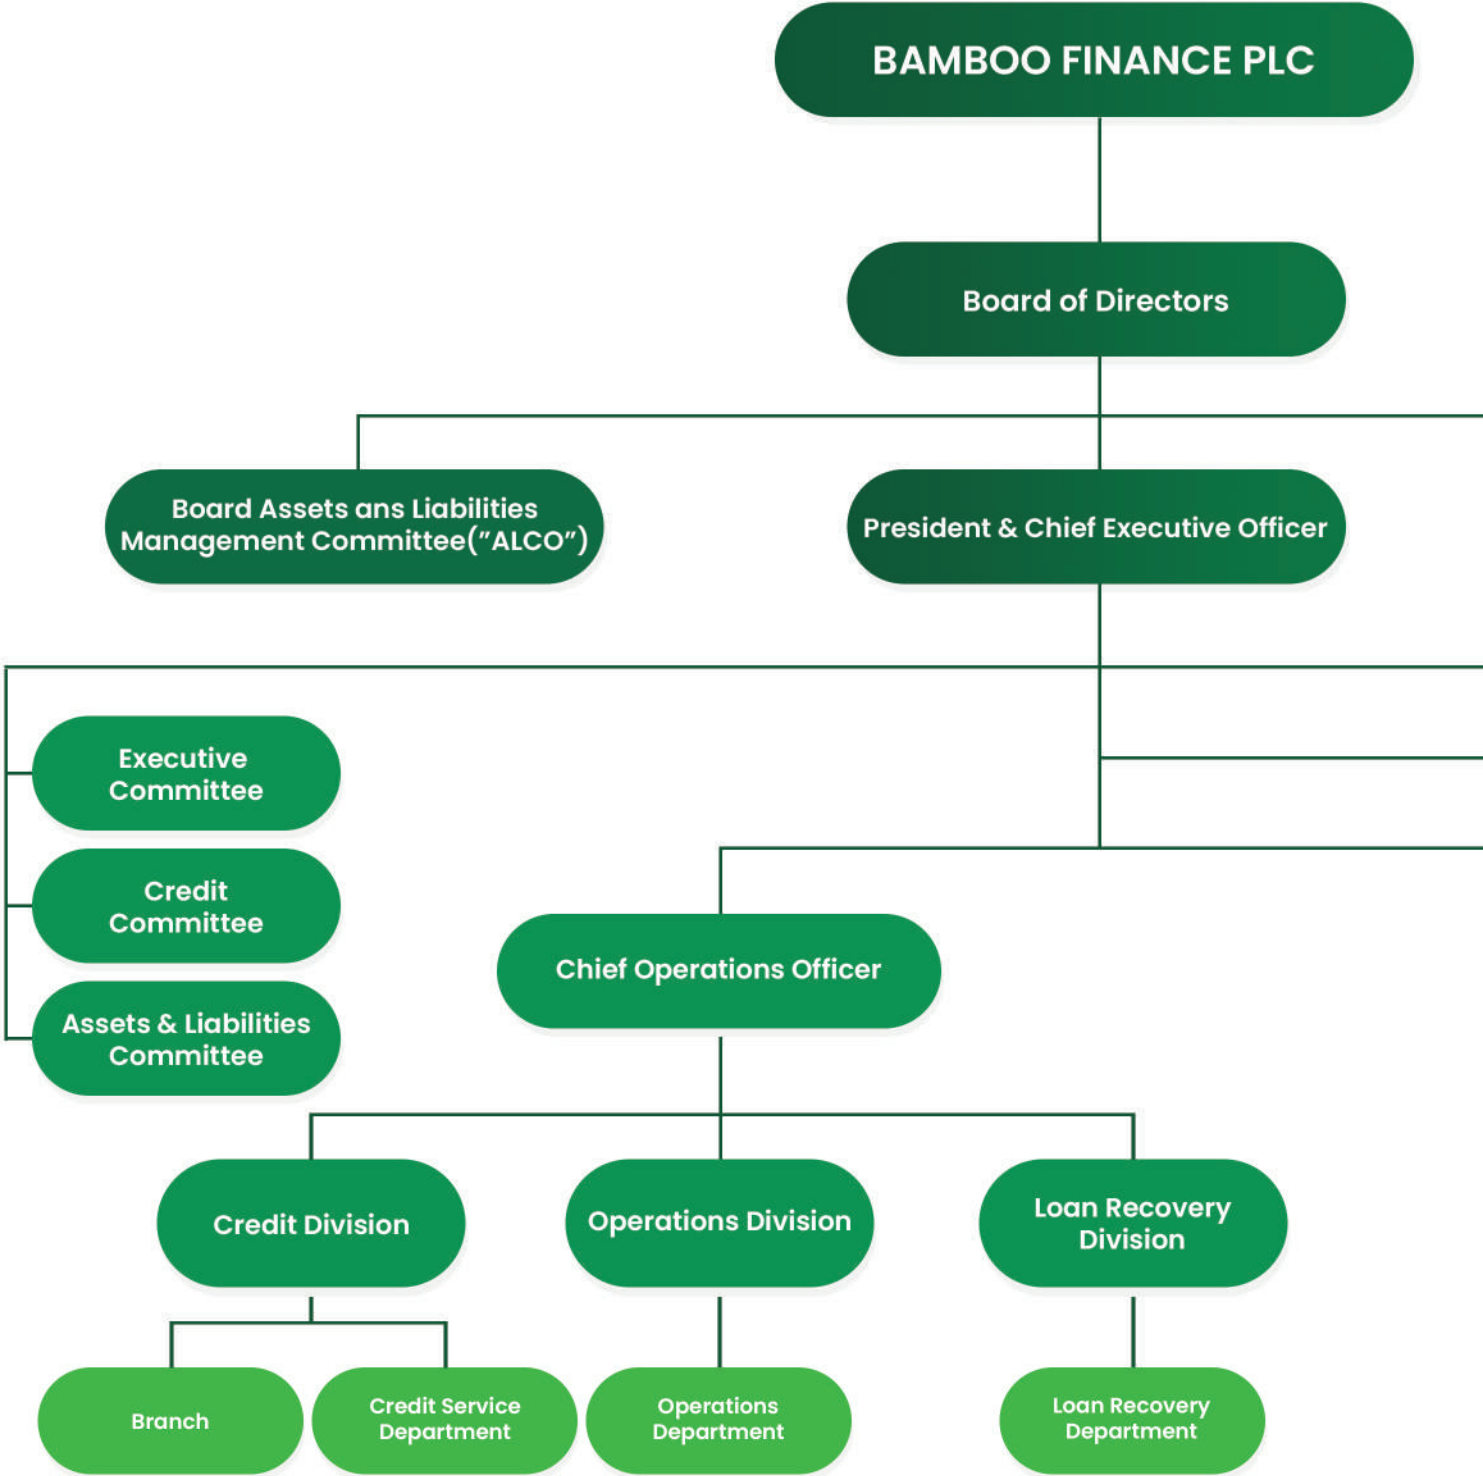 BAMBOO FINANCE PLC
Board of Directors
Board Assets ans Liabilities
Management Committee(”ALCO”)
President & Chief Executive Officer
Executive
Committee
Credit
Committee
Assets & Liabilities
Committee
Chief Operations Officer
Credit Division
Operations Division
Loan Recovery
Division
Branch
Credit Service
Department
Operations
Department
Loan Recovery
Department